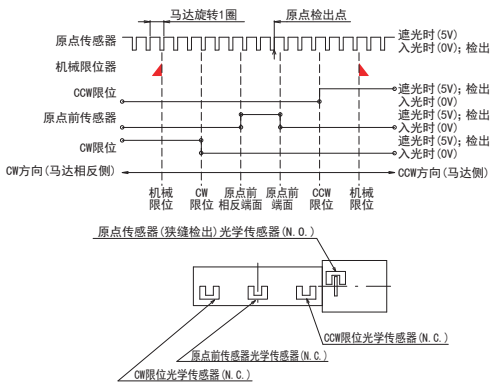 马达旋转1圈
原点检出点
原点传感器
遮光时(5V)
入光时(0V); 检出
机械限位器
CCW限位
遮光时(5V); 检出
入光时(0V)
原点前传感器
遮光时(5V); 检出
入光时(0V)
CW限位
遮光时(5V); 检出
入光时(0V)
CW方向(马达相反侧)
CCW方向(马达侧)
机械
限位
CW
限位
原点前
相反端面
原点前
端面
CCW
限位
机械
限位
原点传感器(狭缝检出)光学传感器(N.O.)
CCW限位光学传感器(N.C.)
原点前传感器光学传感器(N.C.)
CW限位光学传感器(N.C.)